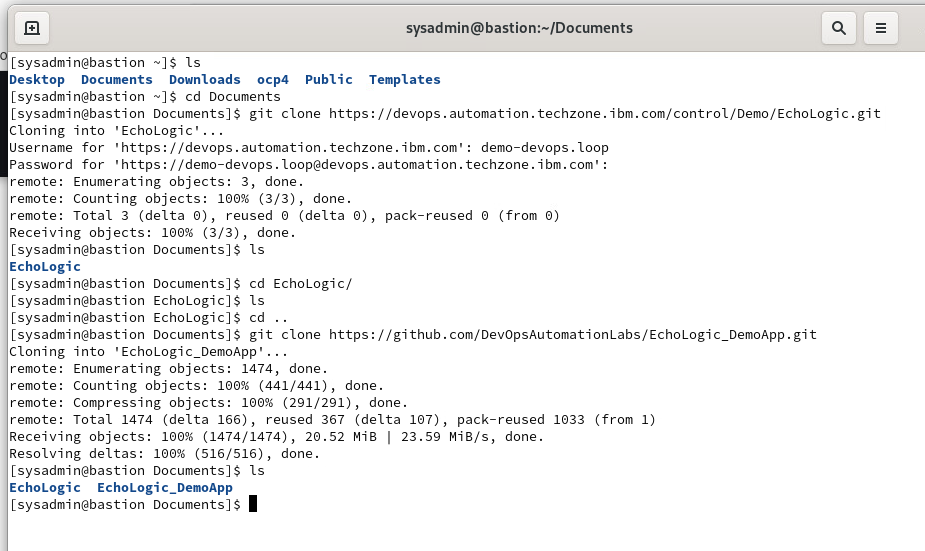 sysadmin@bastion:~/Documents
[sysadmin@bastion ~]$ ls
Desktop  Documents  Downloads  ocp4  Public  Templates
[sysadmin@bastion ~]$ cd Documents
[sysadmin@bastion Documents]$ git clone https://devops.automation.techzone.ibm.com/control/Demo/EchoLogic.git
Cloning into 'EchoLogic'...
Username for 'https://devops.automation.techzone.ibm.com': demo-devops.loop
Password for 'https://demo-devops.loop@devops.automation.techzone.ibm.com':
remote: Enumerating objects: 3, done.
remote: Counting objects: 100% (3/3), done.
remote: Total 3 (delta 0), reused 0 (delta 0), pack-reused 0 (from 0)
Receiving objects: 100% (3/3), done.
[sysadmin@bastion Documents]$ ls
EchoLogic
[sysadmin@bastion Documents]$ cd EchoLogic/
[sysadmin@bastion EchoLogic]$ ls
[sysadmin@bastion EchoLogic]$ cd ..
[sysadmin@bastion Documents]$ git clone https://github.com/DevOpsAutomationLabs/EchoLogic_DemoApp.git
Cloning into 'EchoLogic_DemoApp'...
remote: Enumerating objects: 1474, done.
remote: Counting objects: 100% (441/441), done.
remote: Compressing objects: 100% (291/291), done.
remote: Total 1474 (delta 166), reused 367 (delta 107), pack-reused 1033 (from 1)
Receiving objects: 100% (1474/1474), 20.52 MiB | 23.59 MiB/s, done.
Resolving deltas: 100% (516/516), done.
[sysadmin@bastion Documents]$ ls
EchoLogic  EchoLogic_DemoApp
[sysadmin@bastion Documents]$